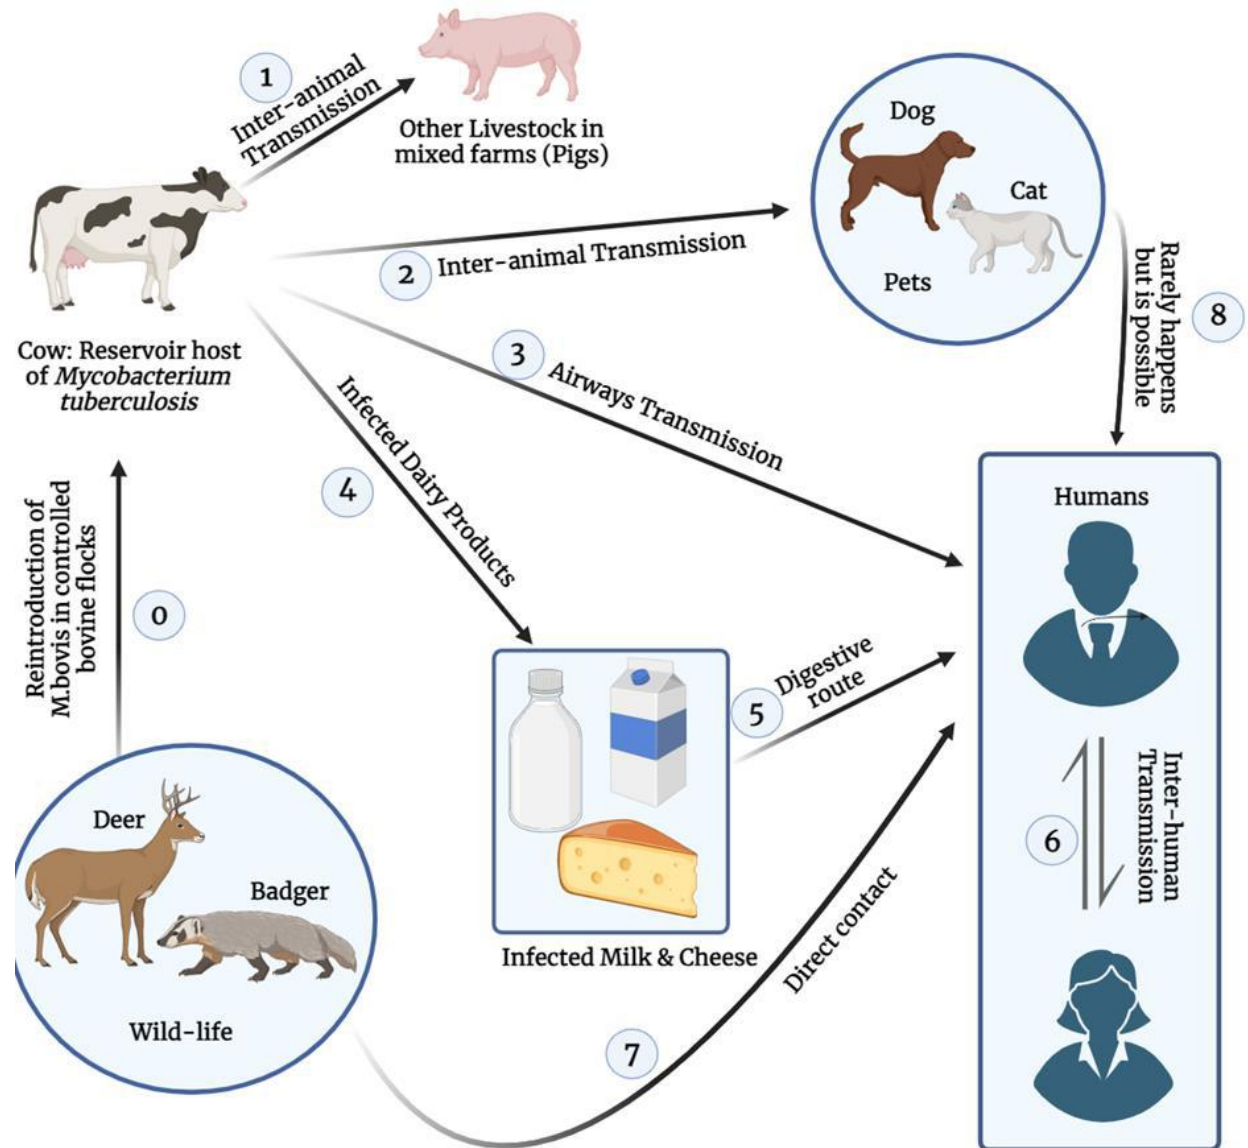 1
Inter-animal
Transmission
Other Livestock in
mixed farms (Pigs)
Dog
Cat
Pets
2
Inter-animal Transmission
Rarely happens
but is possible
8
Cow: Reservoir host
of Mycobacterium
tuberculosis
3
Airways Transmission
4
Infected Dairy Products
Reintroduction of
M.bovis in controlled
bovine flocks
0
Humans
5
Digestive
route
6
Inter-human
Transmission
Infected Milk & Cheese
Deer
Badger
Wild-life
7
Direct contact